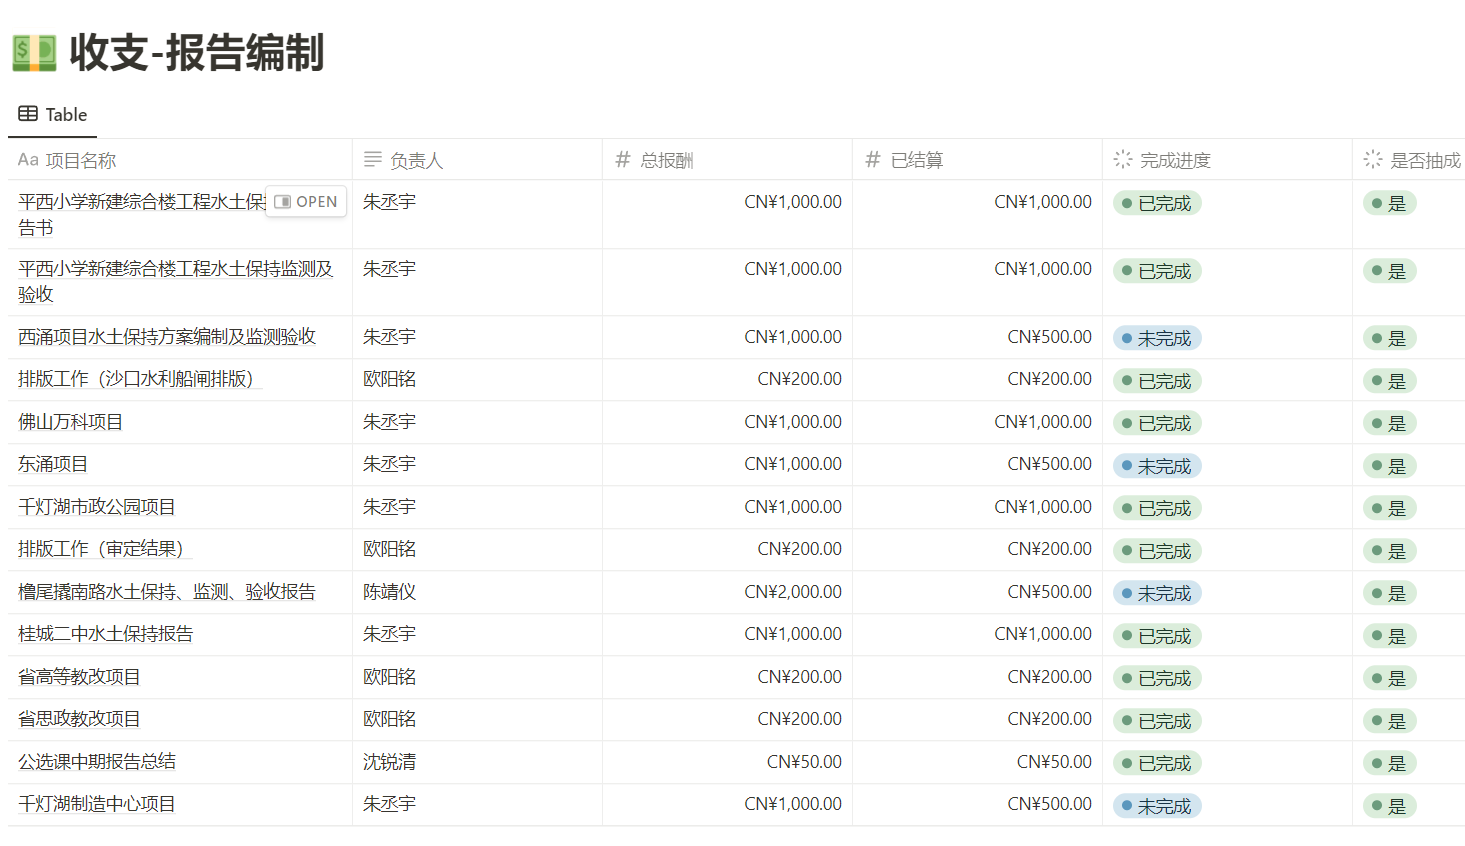 收支-报告编制
Table
Aa 项目名称 负责人 # 总报酬 # 已结算 完成进度 是否抽成
平西小学新建综合楼工程水土保 OPEN 朱丞宇 CN¥1,000.00 CN¥1,000.00 已完成 是
告书
平西小学新建综合楼工程水土保持监测及 朱丞宇 CN¥1,000.00 CN¥1,000.00 已完成 是
验收
西涌项目水土保持方案编制及监测验收 朱丞宇 CN¥1,000.00 CN¥500.00 未完成 是
排版工作（沙口水利船闸排版） 欧阳铭 CN¥200.00 CN¥200.00 已完成 是
佛山万科项目 朱丞宇 CN¥1,000.00 CN¥1,000.00 已完成 是
东涌项目 朱丞宇 CN¥1,000.00 CN¥500.00 未完成 是
千灯湖市政公园项目 朱丞宇 CN¥1,000.00 CN¥1,000.00 已完成 是
排版工作（审定结果） 欧阳铭 CN¥200.00 CN¥200.00 已完成 是
橹尾撬南路水土保持、监测、验收报告 陈靖仪 CN¥2,000.00 CN¥500.00 未完成 是
桂城二中水土保持报告 朱丞宇 CN¥1,000.00 CN¥1,000.00 已完成 是
省高等教改项目 欧阳铭 CN¥200.00 CN¥200.00 已完成 是
省思政教改项目 欧阳铭 CN¥200.00 CN¥200.00 已完成 是
公选课中期报告总结 沈锐清 CN¥50.00 CN¥50.00 已完成 是
千灯湖制造中心项目 朱丞宇 CN¥1,000.00 CN¥500.00 未完成 是